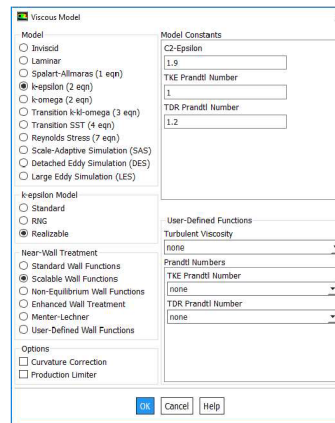 Viscous Model
Model
Inviscid
Laminar
Spalart-Allmaras (1 eqn)
k-epsilon (2 eqn)
k-omega (2 eqn)
Transition k-kl-omega (3 eqn)
Transition SST (4 eqn)
Reynolds Stress (7 eqn)
Scale-Adaptive Simulation (SAS)
Detached Eddy Simulation (DES)
Large Eddy Simulation (LES)
k-epsilon Model
Standard
RNG
Realizable
Near-Wall Treatment
Standard Wall Functions
Scalable Wall Functions
Non-Equilibrium Wall Functions
Enhanced Wall Treatment
Menter-Lechner
User-Defined Wall Functions
Options
Curvature Correction
Production Limiter
Model Constants
C2-Epsilon
1.9
TKE Prandtl Number
1
TDR Prandtl Number
1.2
User-Defined Functions
Turbulent Viscosity
none
Prandtl Numbers
TKE Prandtl Number
none
TDR Prandtl Number
none
OK
Cancel
Help